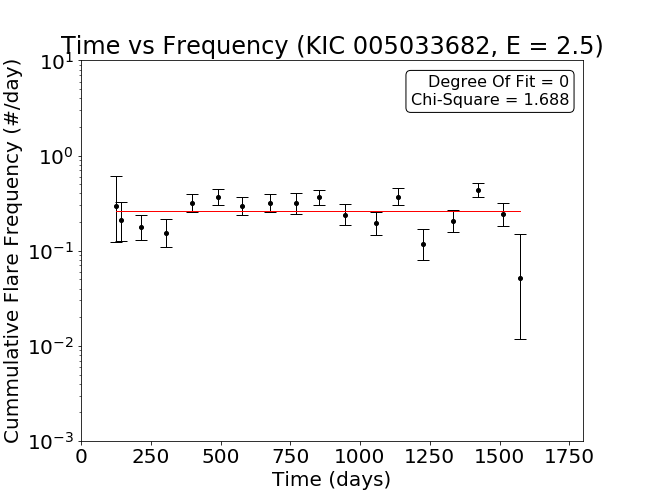 Time vs Frequency (KIC 005033682, E = 2.5)
Degree Of Fit = 0
Chi-Square = 1.688
Cummulative Flare Frequency (#/day)
10¹
10⁰
10⁻¹
10⁻²
10⁻³
0 250 500 750 1000 1250 1500 1750
Time (days)